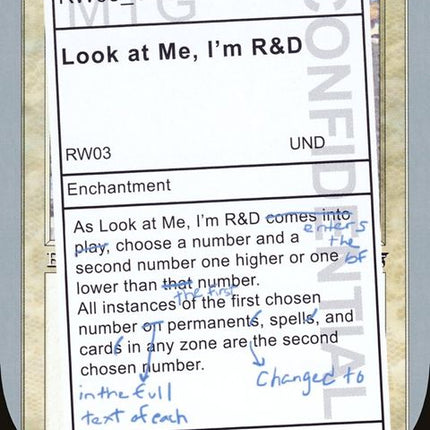 MTG
CONFIDENTIAL
Look at Me, I'm R&D
RW03
UND
Enchantment
As Look at Me, I'm R&D comes into
enters
play, choose a number and a
the
second number one higher or one
bf
lower than that number.
the first
All instances of the first chosen
number on permanents, spells, and
cards in any zone are the second
chosen number.
in the full
text of each
Changed to